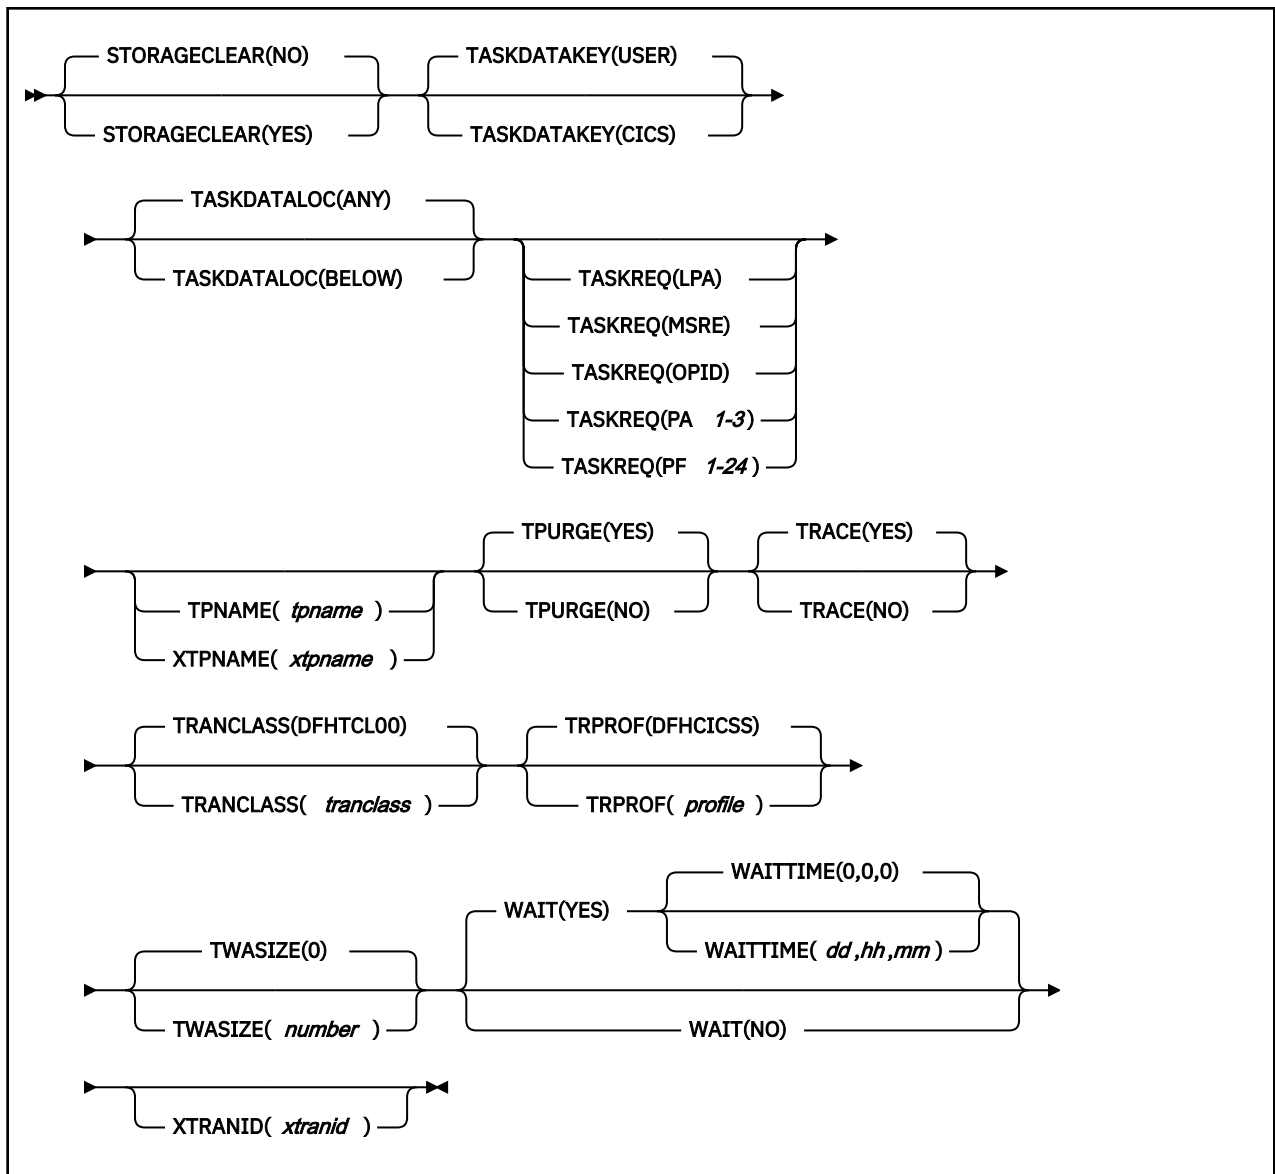 STORAGECLEAR(NO) TASKDATAKEY(USER)
STORAGECLEAR(YES) TASKDATAKEY(CICS)
TASKDATALOC(ANY)
TASKDATALOC(BELOW) TASKREQ(LPA)
TASKREQ(MSRE)
TASKREQ(OPID)
TASKREQ(PA 1-3)
TASKREQ(PF 1-24)
TPURGE(YES) TRACE(YES)
TPNAME( tpname ) TPURGE(NO) TRACE(NO)
XTPNAME( xtpname )
TRANCLASS(DFHTCL00) TRPROF(DFHCICSS)
TRANCLASS( tranclass ) TRPROF( profile )
WAITTIME(0,0,0)
WAIT(YES)
TWASIZE(0) WAITTIME( dd ,hh ,mm )
TWASIZE( number ) WAIT(NO)
XTRANID( xtranid )